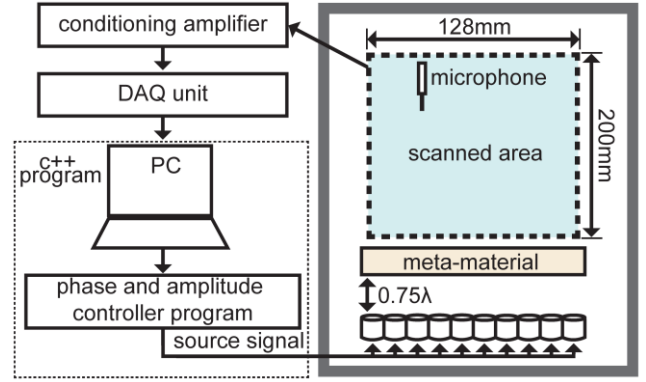 conditioning amplifier
DAQ unit
c++
program
PC
phase and amplitude
controller program
source signal
128mm
microphone
scanned area
200mm
meta-material
0.75λ